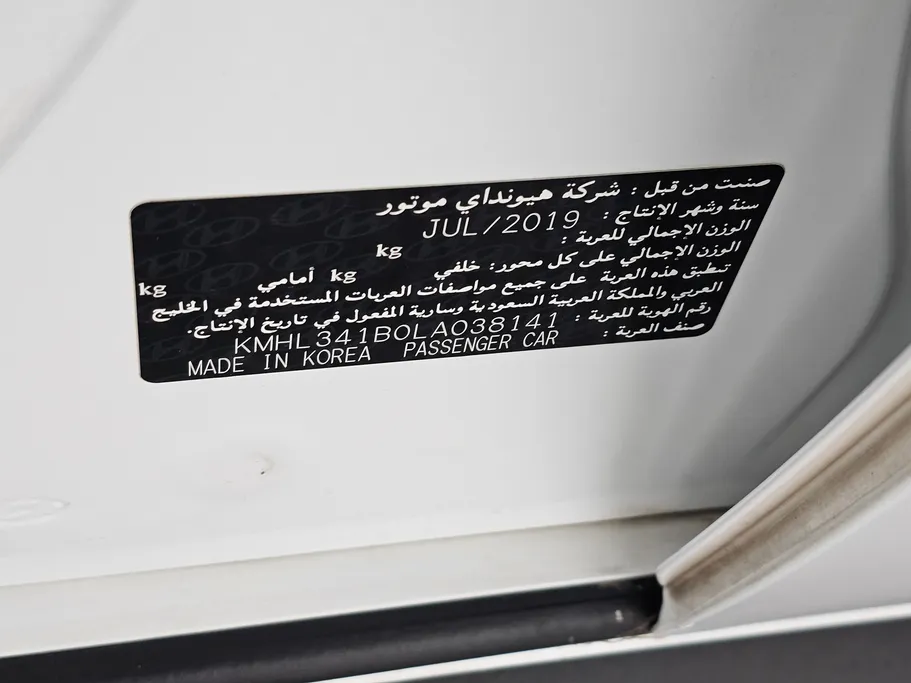 صنعت من قبل : شركة هيونداي موتور
سنة وشهر الإنتاج : JUL/2019
الوزن الإجمالي للعربة : kg
الوزن الإجمالي على كل محور: خلفي kg أمامي kg
تنطبق هذه العربة على جميع مواصفات العربات المستخدمة في الخليج
العربي والمملكة العربية السعودية وسارية المفعول في تاريخ الإنتاج.
رقم الهوية للعربة : KMHL341B0LA038141
صنف العربة : PASSENGER CAR MADE IN KOREA